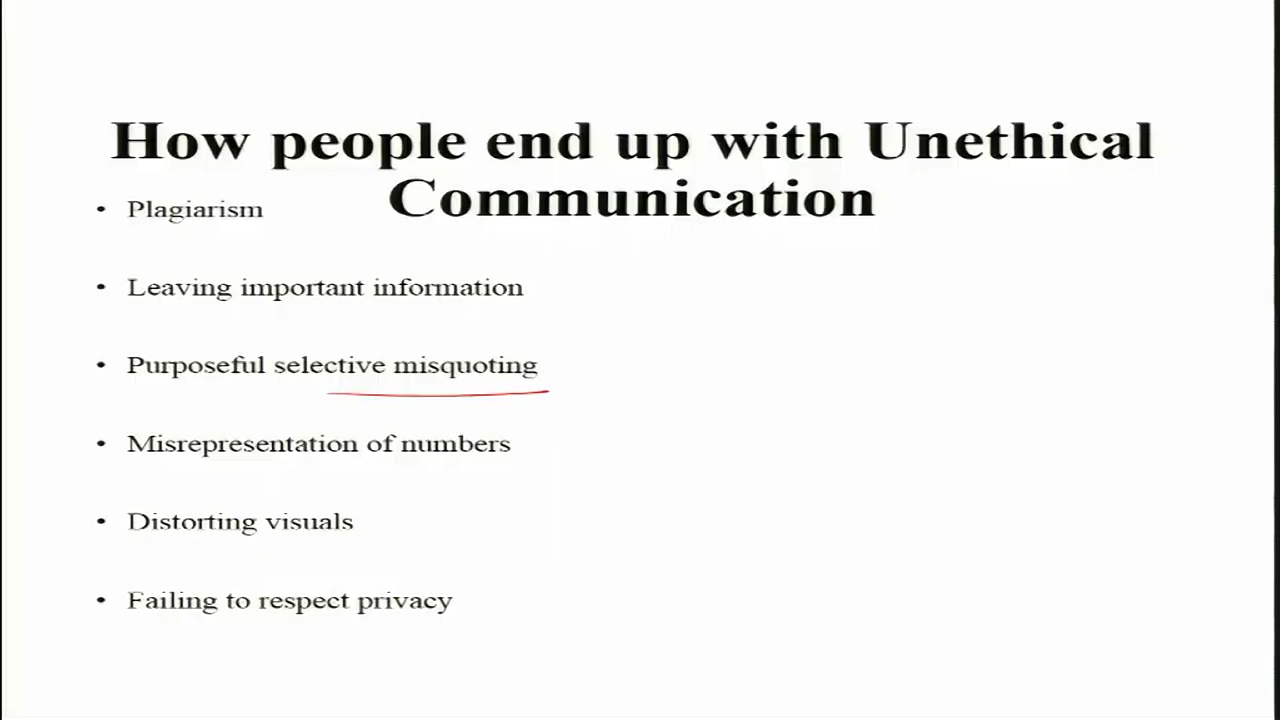 How people end up with Unethical
Communication
• Plagiarism
• Leaving important information
• Purposeful selective misquoting
• Misrepresentation of numbers
• Distorting visuals
• Failing to respect privacy